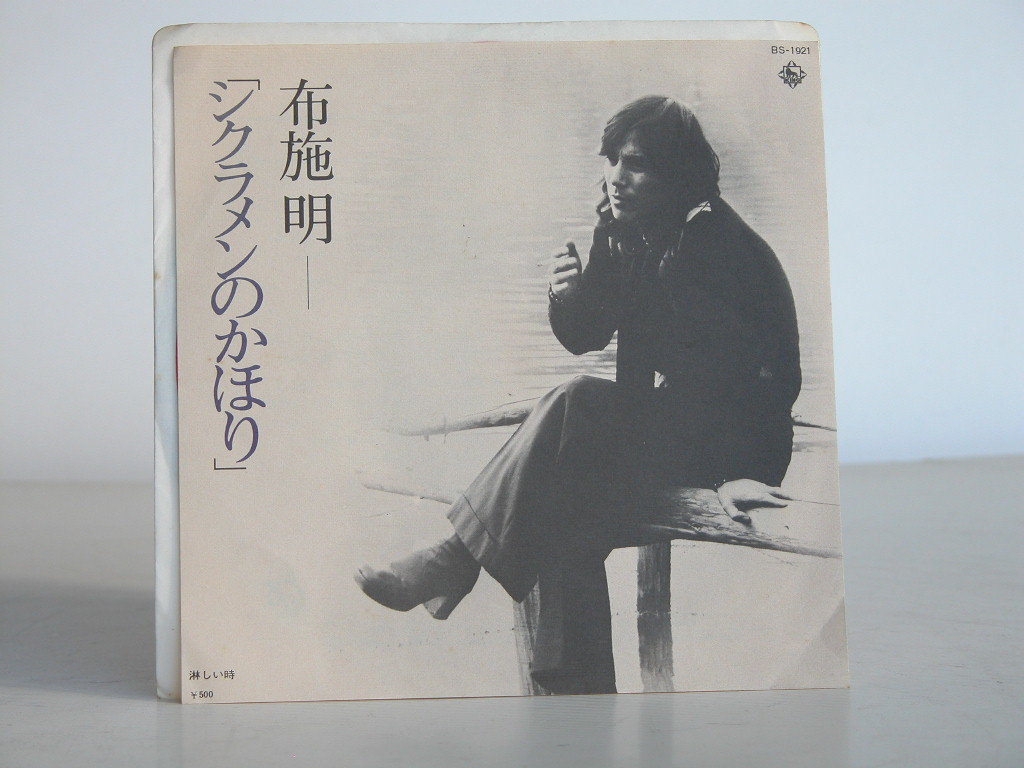 BS-1921
布施明
「シクラメンのかほり」
淋しい時
¥500